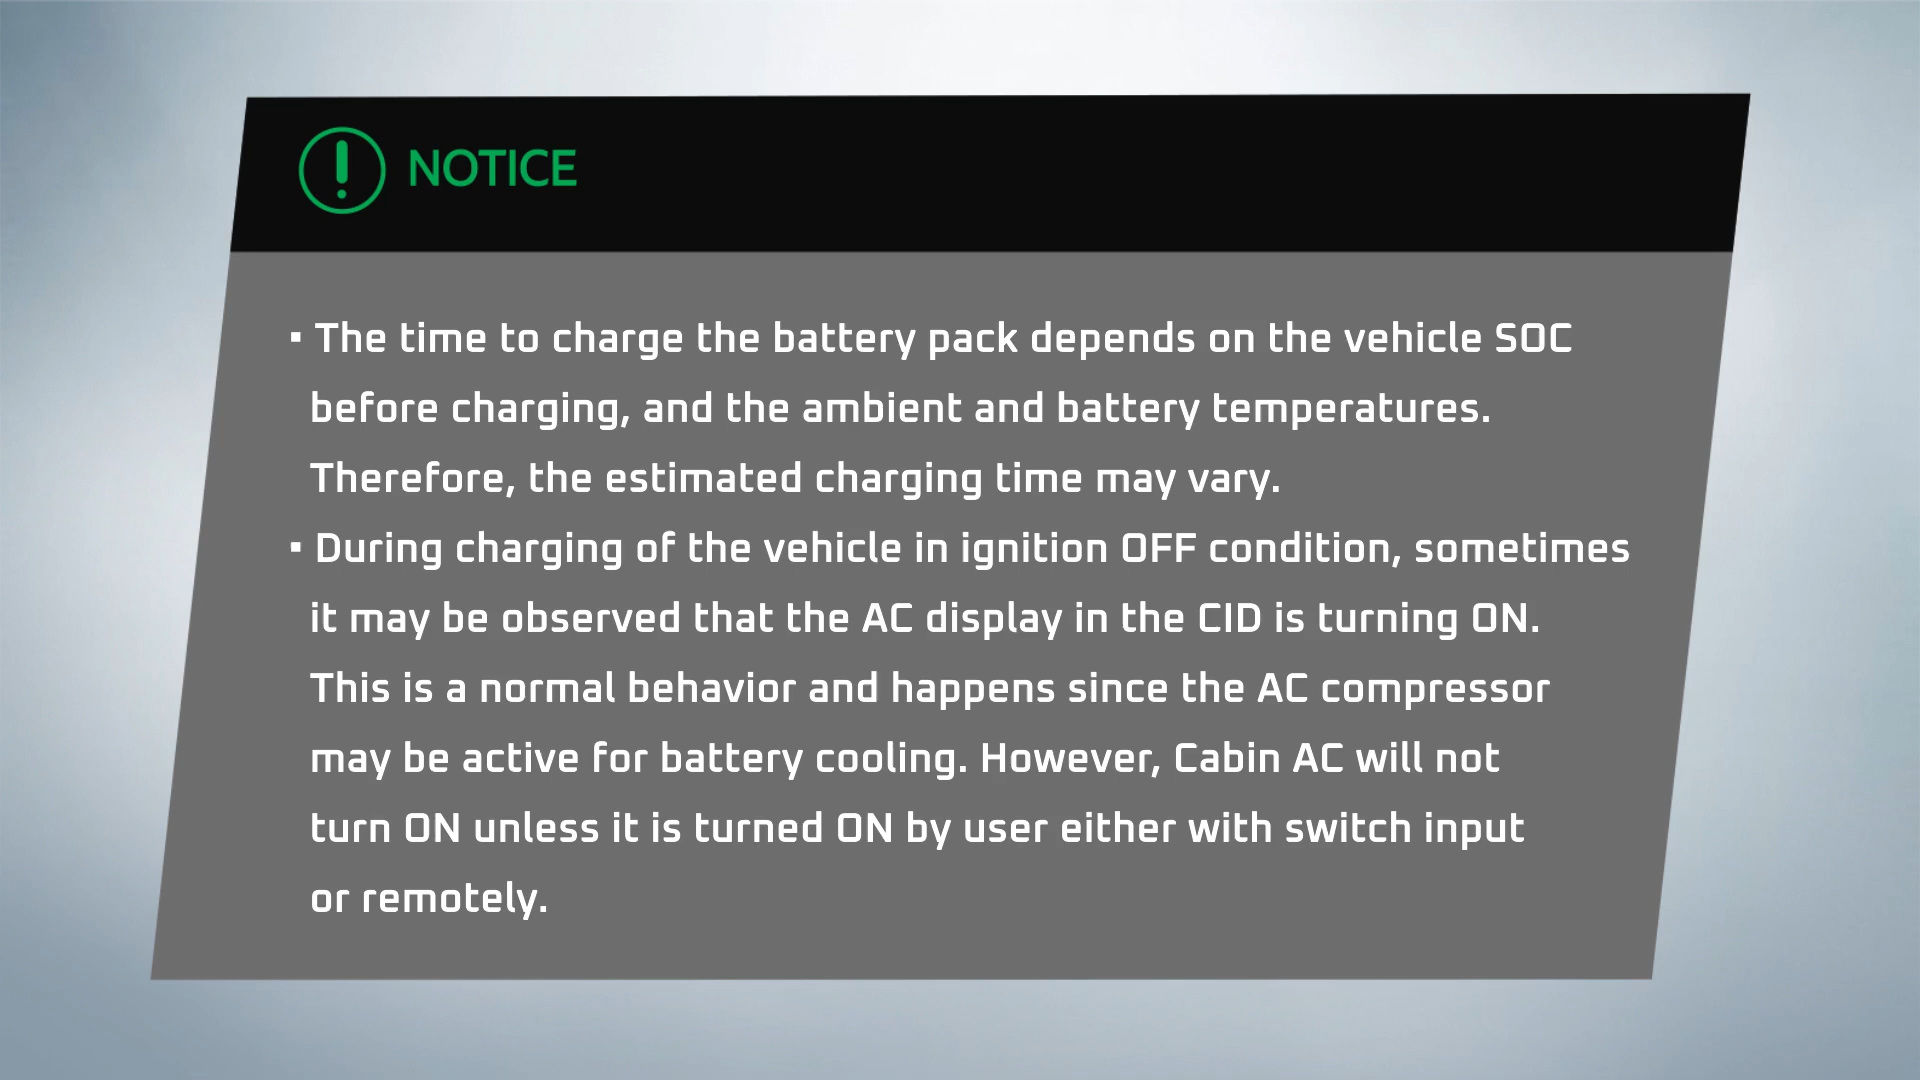 NOTICE
▪ The time to charge the battery pack depends on the vehicle SOC
before charging, and the ambient and battery temperatures.
Therefore, the estimated charging time may vary.
▪ During charging of the vehicle in ignition OFF condition, sometimes
it may be observed that the AC display in the CID is turning ON.
This is a normal behavior and happens since the AC compressor
may be active for battery cooling. However, Cabin AC will not
turn ON unless it is turned ON by user either with switch input
or remotely.